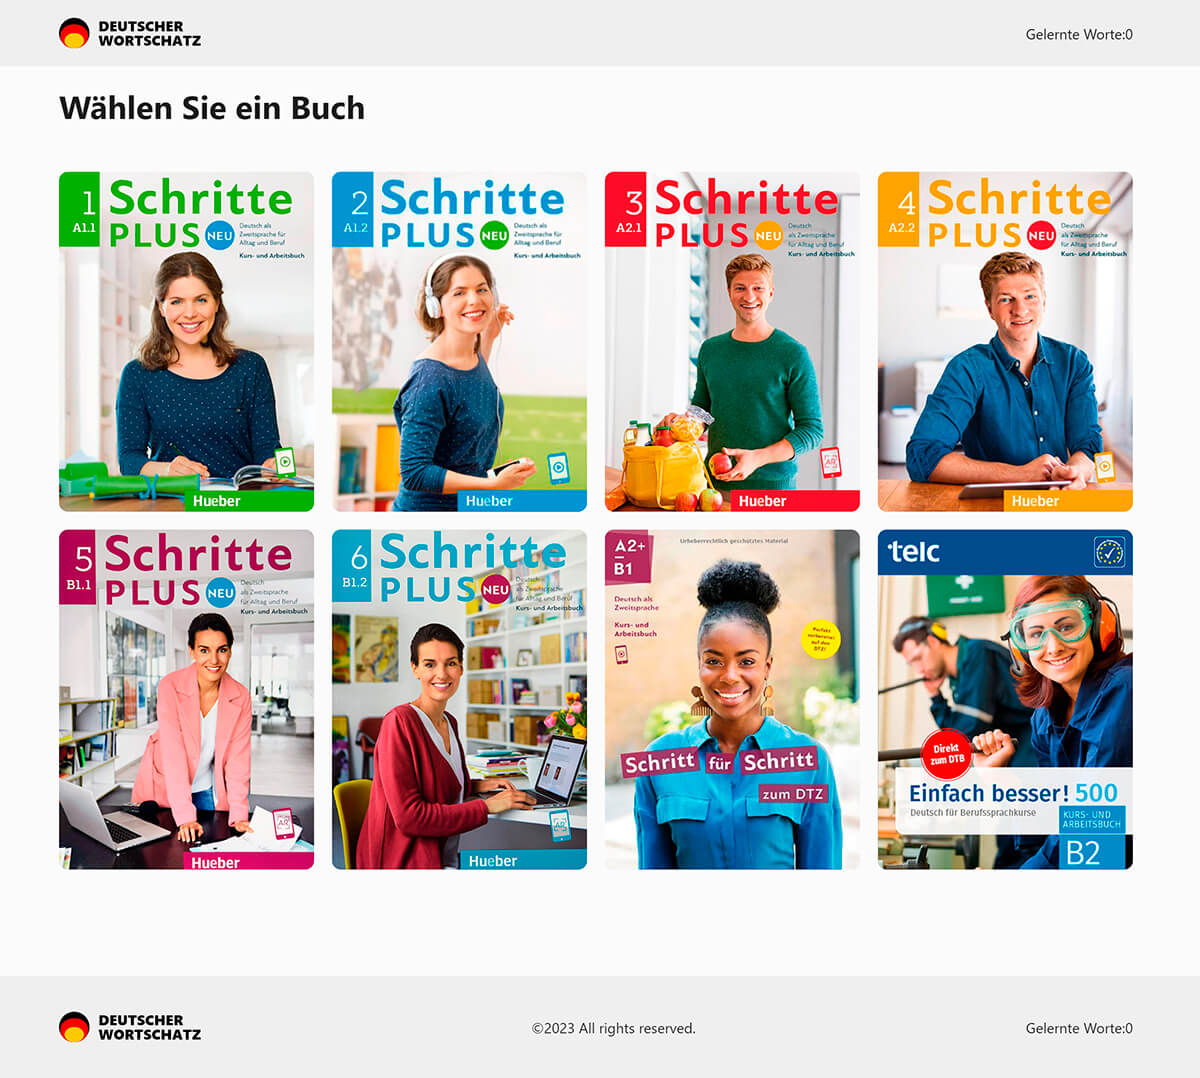 DEUTSCHER
WORTSCHATZ
Gelernte Worte:0
Wählen Sie ein Buch
1
A1.1
Schritte
PLUS NEU
Deutsch als
Zweitsprache für
Alltag und Beruf
Kurs- und Arbeitsbuch
Hueber
2
A1.2
Schritte
PLUS NEU
Deutsch als
Zweitsprache für
Alltag und Beruf
Kurs- und Arbeitsbuch
Hueber
3
A2.1
Schritte
PLUS NEU
Deutsch
als Zweitsprache
für Alltag und Beruf
Kurs- und Arbeitsbuch
AR
Hueber
4
A2.2
Schritte
PLUS NEU
Deutsch
als Zweitsprache
für Alltag und Beruf
Kurs- und Arbeitsbuch
Hueber
5
B1.1
Schritte
PLUS NEU
Deutsch
als Zweitsprache
für Alltag und Beruf
Kurs- und Arbeitsbuch
AR
Hueber
6
B1.2
Schritte
PLUS NEU
Deutsch
als Zweitsprache
für Alltag und Beruf
Kurs- und Arbeitsbuch
AR
Hueber
A2+
B1
Urheberrechtlich geschütztes Material
Deutsch als
Zweitsprache
Kurs- und
Arbeitsbuch
Perfekt
vorbereitet
auf den
DTZ!
Schritt für Schritt
zum DTZ
telc
Direkt
zum DTB
Einfach besser! 500
Deutsch für Berufssprachkurse
KURS- UND
ARBEITSBUCH
B2
DEUTSCHER
WORTSCHATZ
©2023 All rights reserved.
Gelernte Worte:0